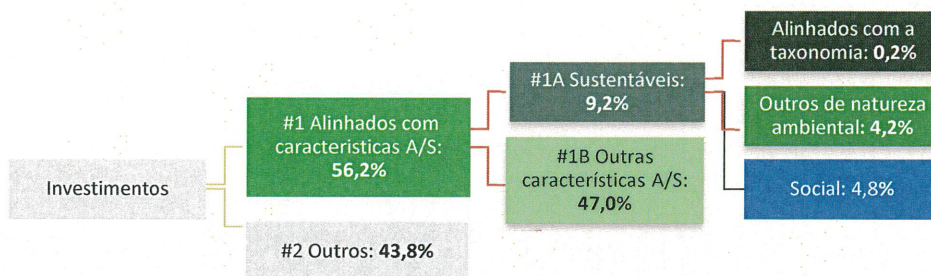 Investimentos
#1 Alinhados com
características A/S:
56,2%
#2 Outros: 43,8%
#1A Sustentáveis:
9,2%
#1B Outras
características A/S:
47,0%
Alinhados com a
taxonomia: 0,2%
Outros de natureza
ambiental: 4,2%
Social: 4,8%